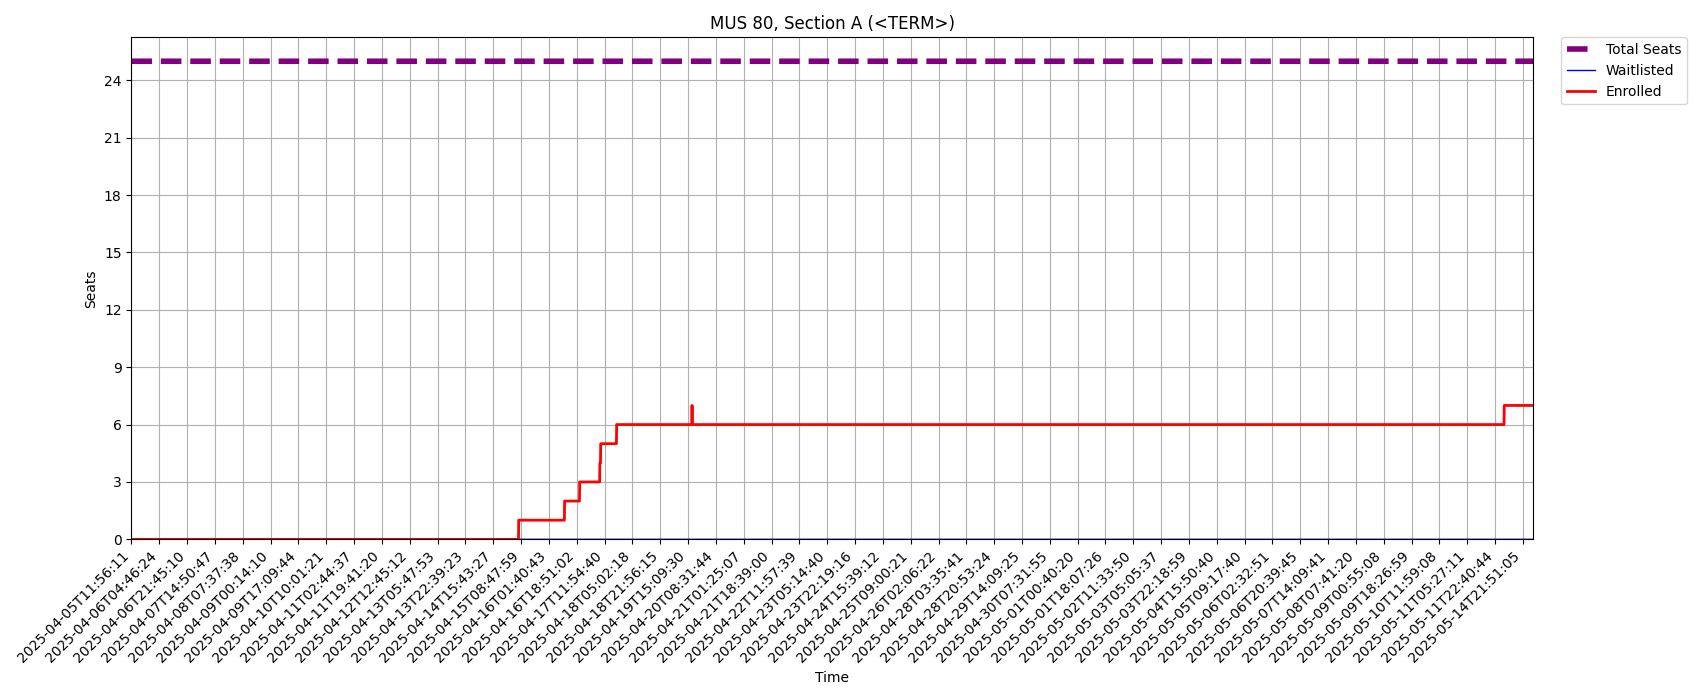 MUS 80, Section A (<TERM>)
Total Seats
Waitlisted
Enrolled
24
21
18
15
12
9
6
3
0
Seats
2025-04-05T11:56:11
2025-04-06T04:46:24
2025-04-06T21:45:10
2025-04-07T14:50:47
2025-04-08T07:37:38
2025-04-09T00:14:10
2025-04-09T17:09:44
2025-04-10T10:01:21
2025-04-11T02:44:37
2025-04-11T19:41:20
2025-04-12T12:45:12
2025-04-13T05:47:53
2025-04-13T22:39:23
2025-04-14T15:43:27
2025-04-15T08:47:59
2025-04-16T01:40:43
2025-04-16T18:51:02
2025-04-17T11:54:40
2025-04-18T05:02:18
2025-04-18T21:56:15
2025-04-19T15:09:30
2025-04-20T08:31:44
2025-04-21T01:25:07
2025-04-21T18:39:00
2025-04-22T11:57:39
2025-04-23T05:14:40
2025-04-23T22:19:16
2025-04-24T15:39:12
2025-04-25T09:00:21
2025-04-26T02:06:22
2025-04-28T03:35:41
2025-04-28T20:53:24
2025-04-29T14:09:25
2025-04-30T07:31:55
2025-05-01T00:40:20
2025-05-01T18:07:26
2025-05-02T11:33:50
2025-05-03T05:05:37
2025-05-03T22:18:59
2025-05-04T15:50:40
2025-05-05T09:17:40
2025-05-06T02:32:51
2025-05-06T20:39:45
2025-05-07T14:09:41
2025-05-08T07:41:20
2025-05-09T00:55:08
2025-05-09T18:26:59
2025-05-10T11:59:08
2025-05-11T05:27:11
2025-05-11T22:40:44
2025-05-14T21:51:05
Time